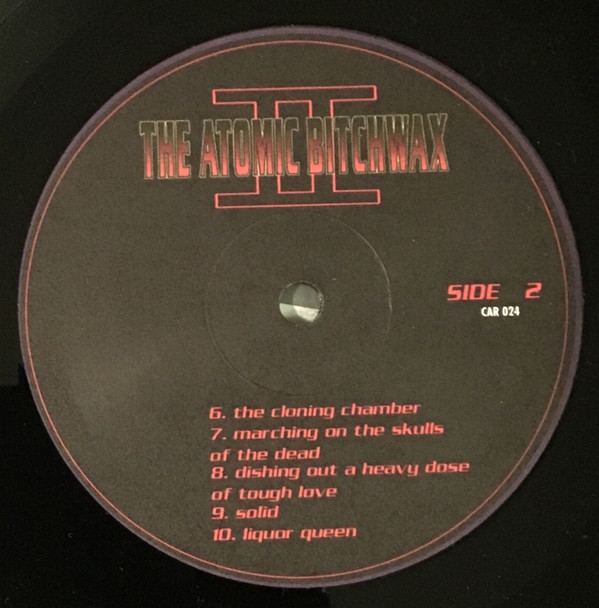 II
THE ATOMIC BITCHWAX
SIDE 2
CAR 024
6. the cloning chamber
7. marching on the skulls
of the dead
8. dishing out a heavy dose
of tough love
9. solid
10. liquor queen